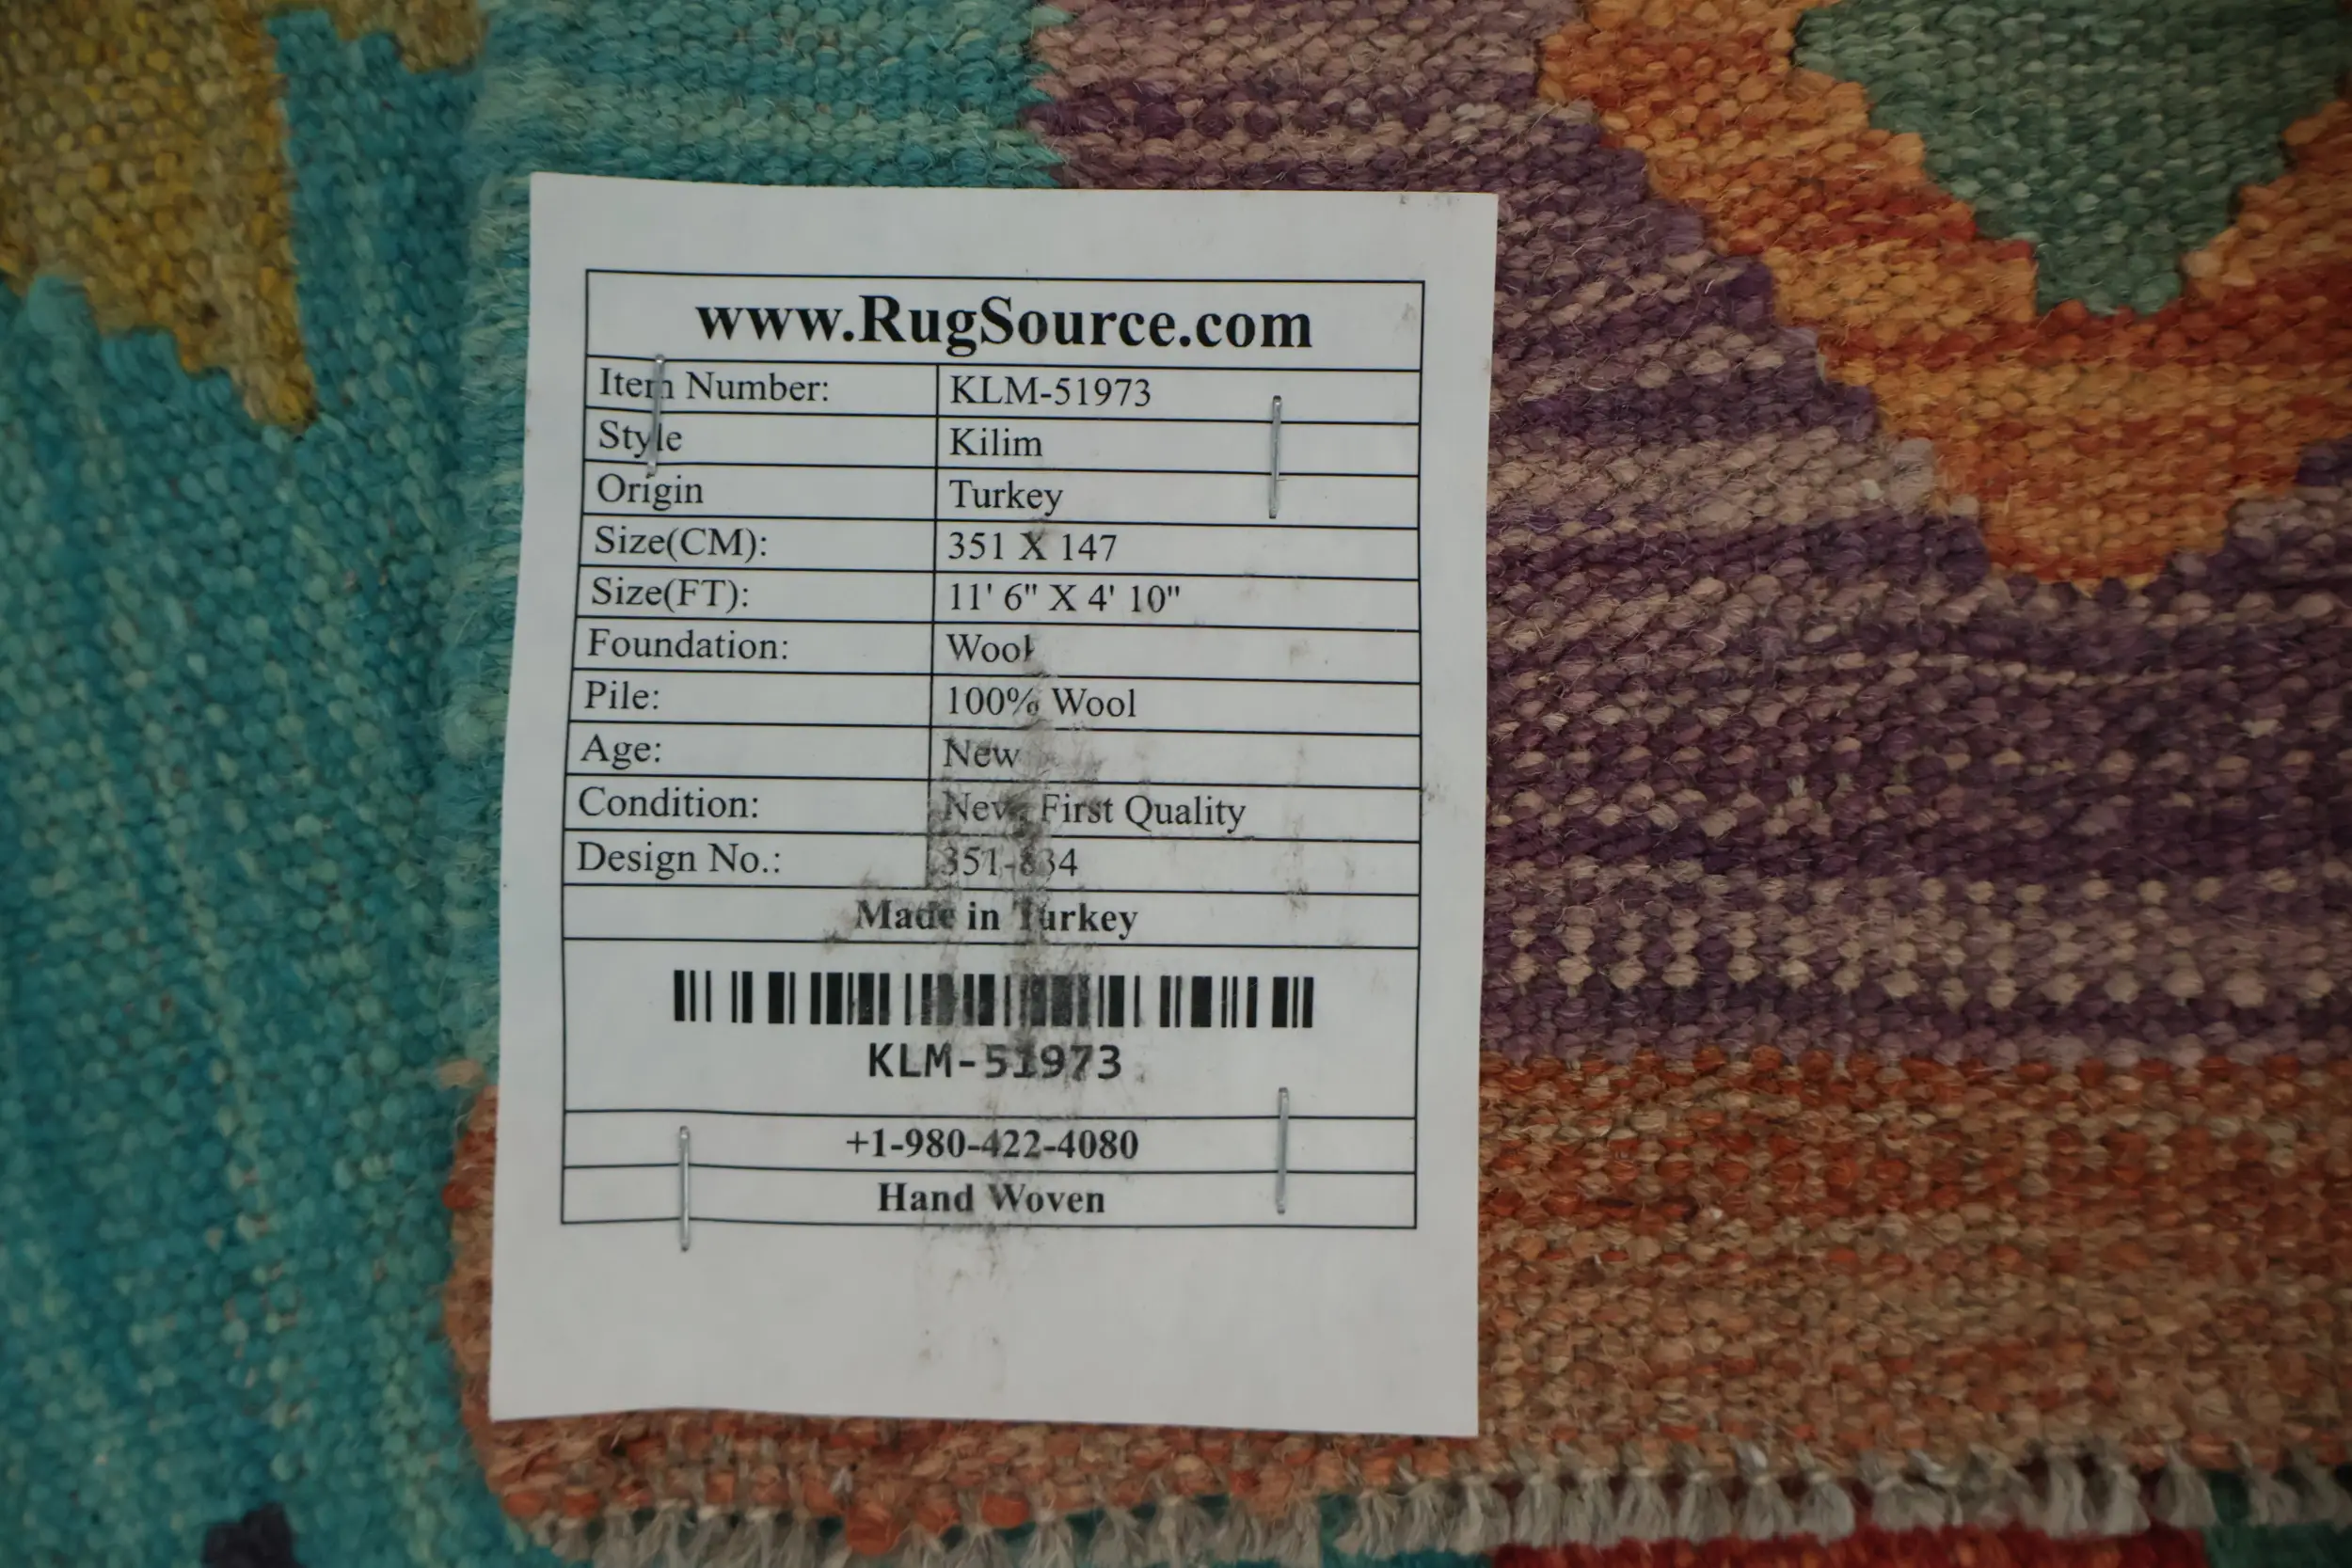 www.RugSource.com
Item Number: KLM-51973
Style Kilim
Origin Turkey
Size(CM): 351 X 147
Size(FT): 11' 6" X 4' 10"
Foundation: Wool
Pile: 100% Wool
Age: New
Condition: New, First Quality
Design No.: 351-834
Made in Turkey
KLM-51973
+1-980-422-4080
Hand Woven